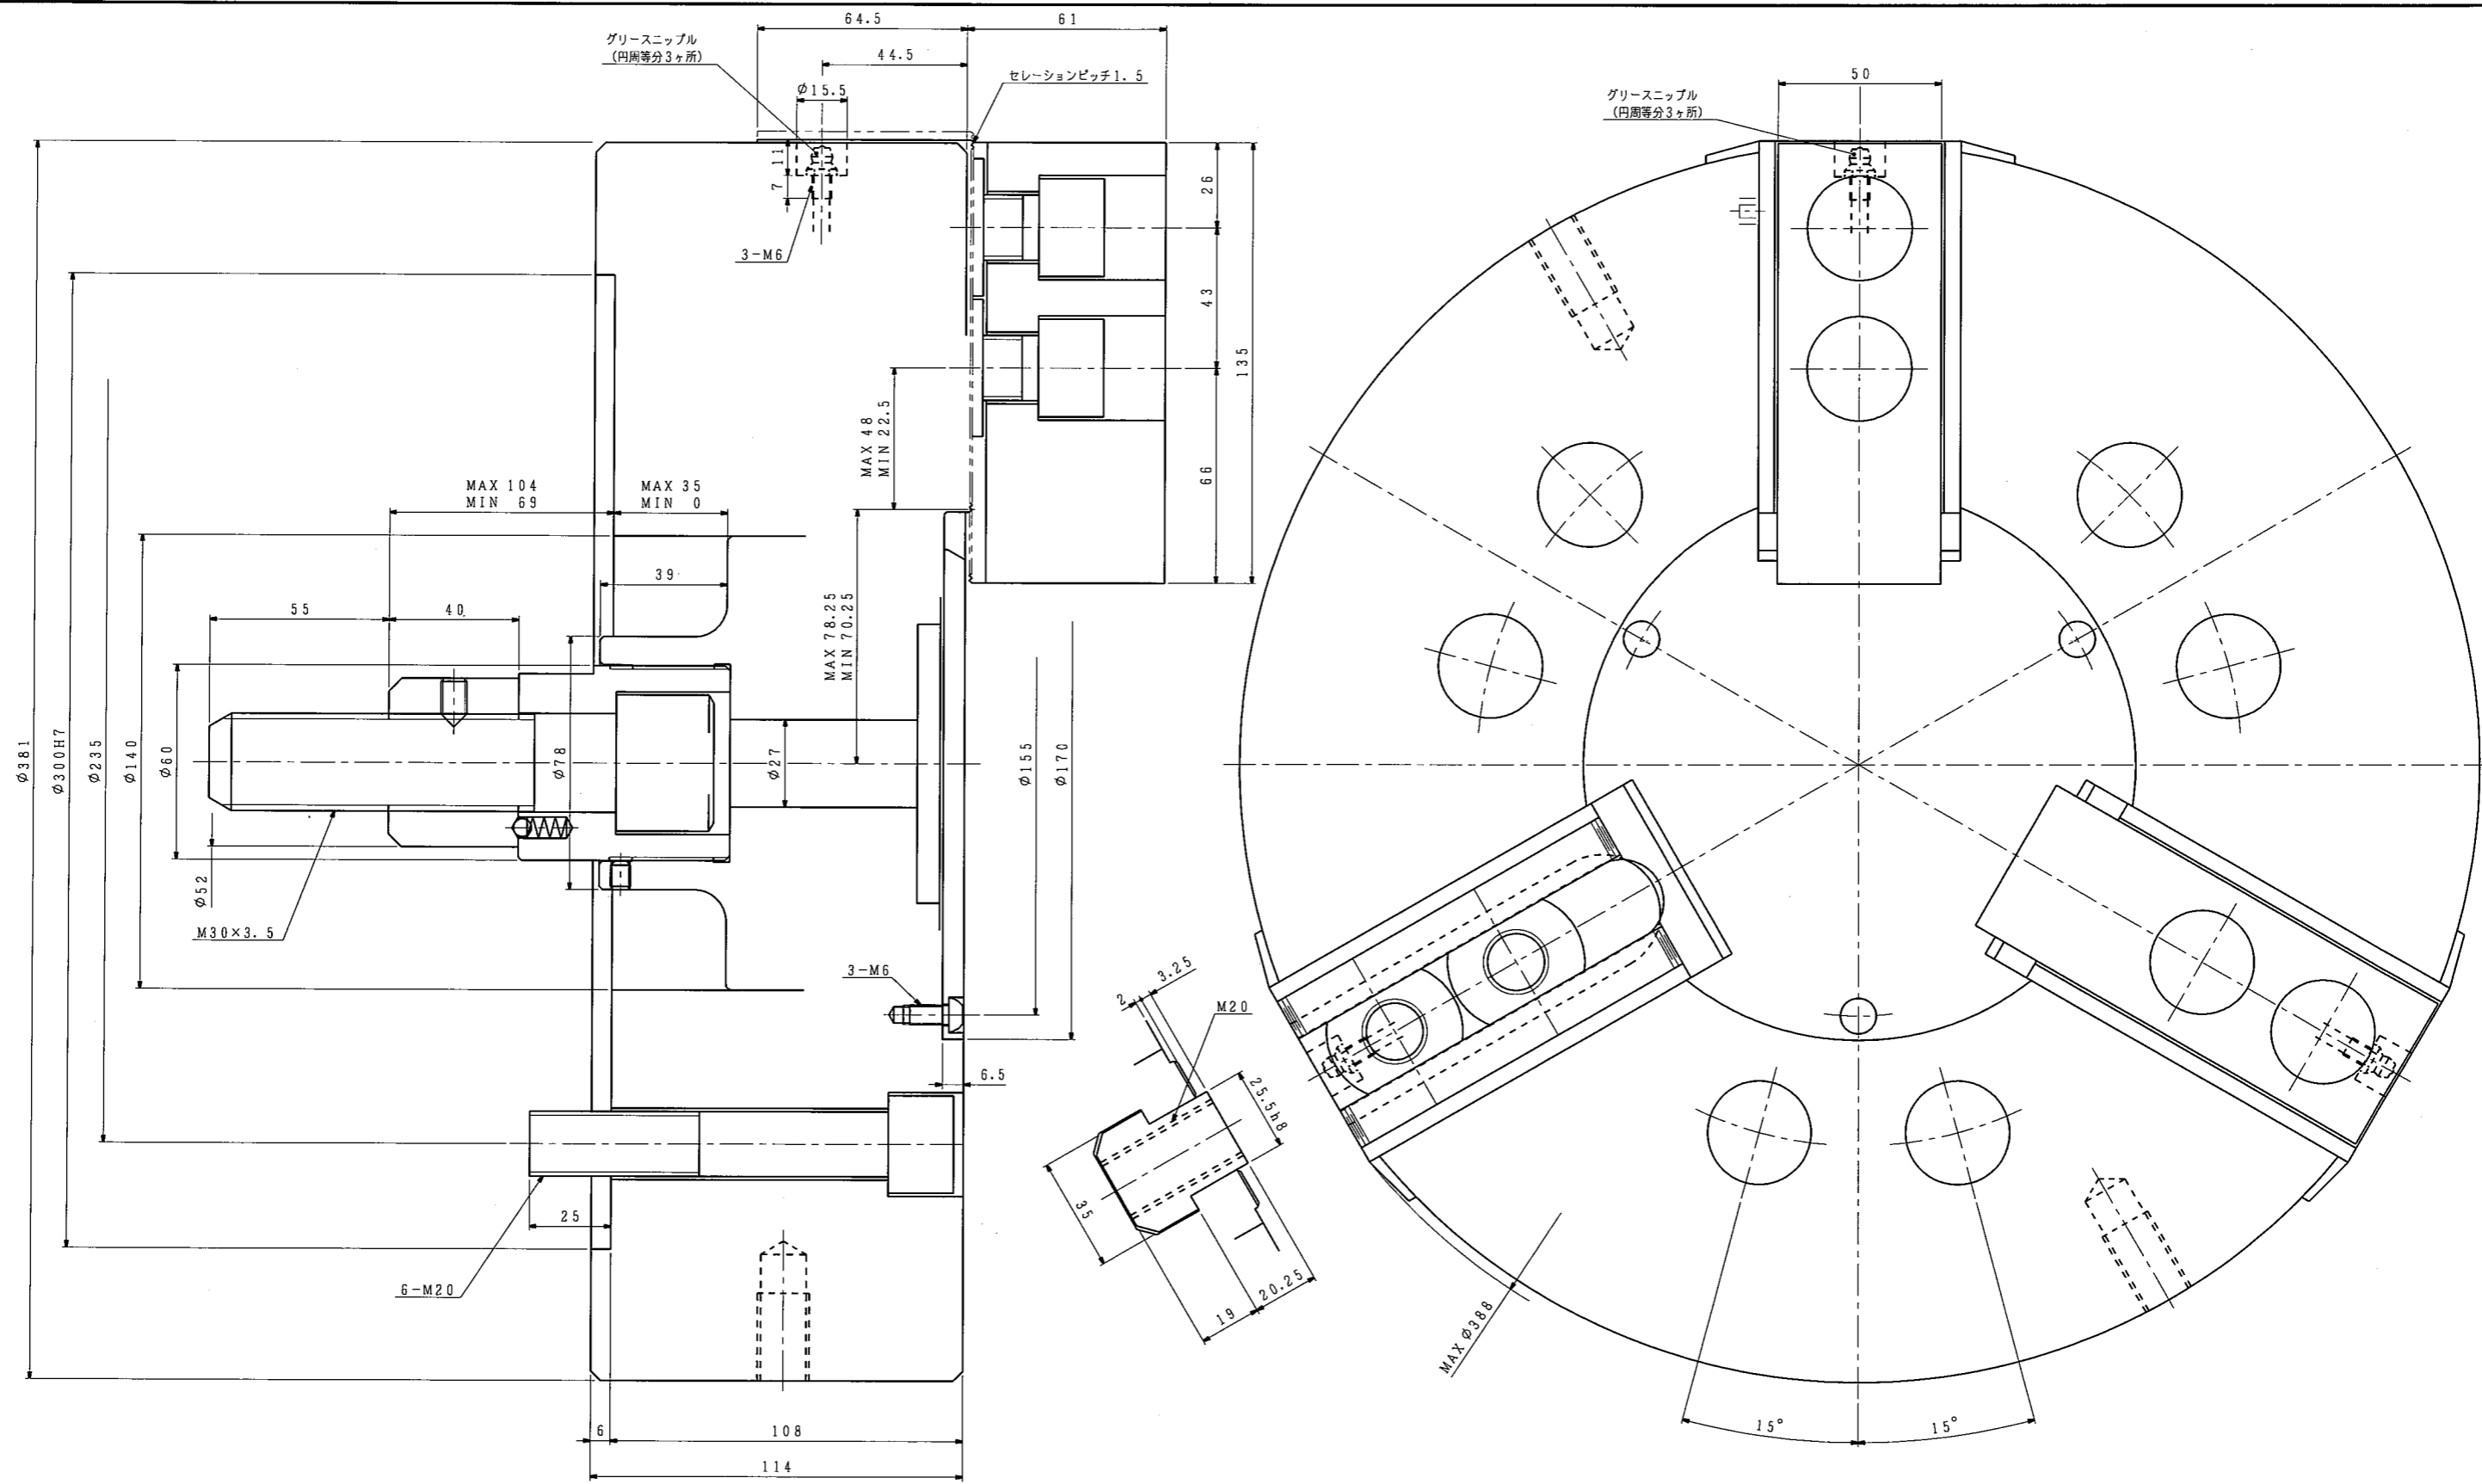 64.5
61
グリースニップル
(円周等分3ヶ所)
44.5
セレーションピッチ1.5
φ15.5
50
グリースニップル
(円周等分3ヶ所)
11
7
3-M6
26
43
135
66
MAX 48
MIN 22.5
MAX 104
MIN 69
MAX 35
MIN 0
39
55
40
MAX 78.25
MIN 70.25
φ381
φ300H7
φ235
φ140
φ60
φ52
φ78
φ27
φ155
φ170
M30×3.5
3-M6
6.5
2
3.25
M20
25.5h8
35
19
20.25
25
6-M20
MAX φ388
15°
15°
6
108
114